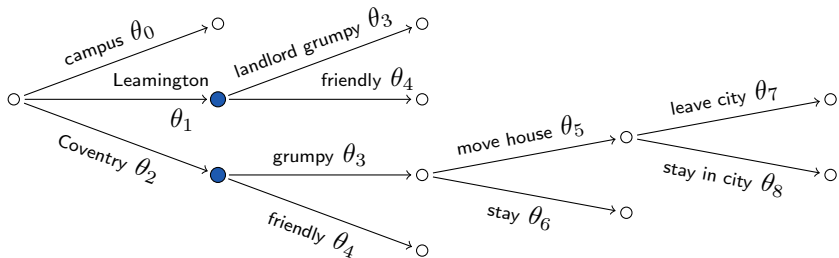 campus θ0
Leamington
θ1
Coventry θ2
landlord grumpy θ3
friendly θ4
grumpy θ3
friendly θ4
move house θ5
stay θ6
leave city θ7
stay in city θ8